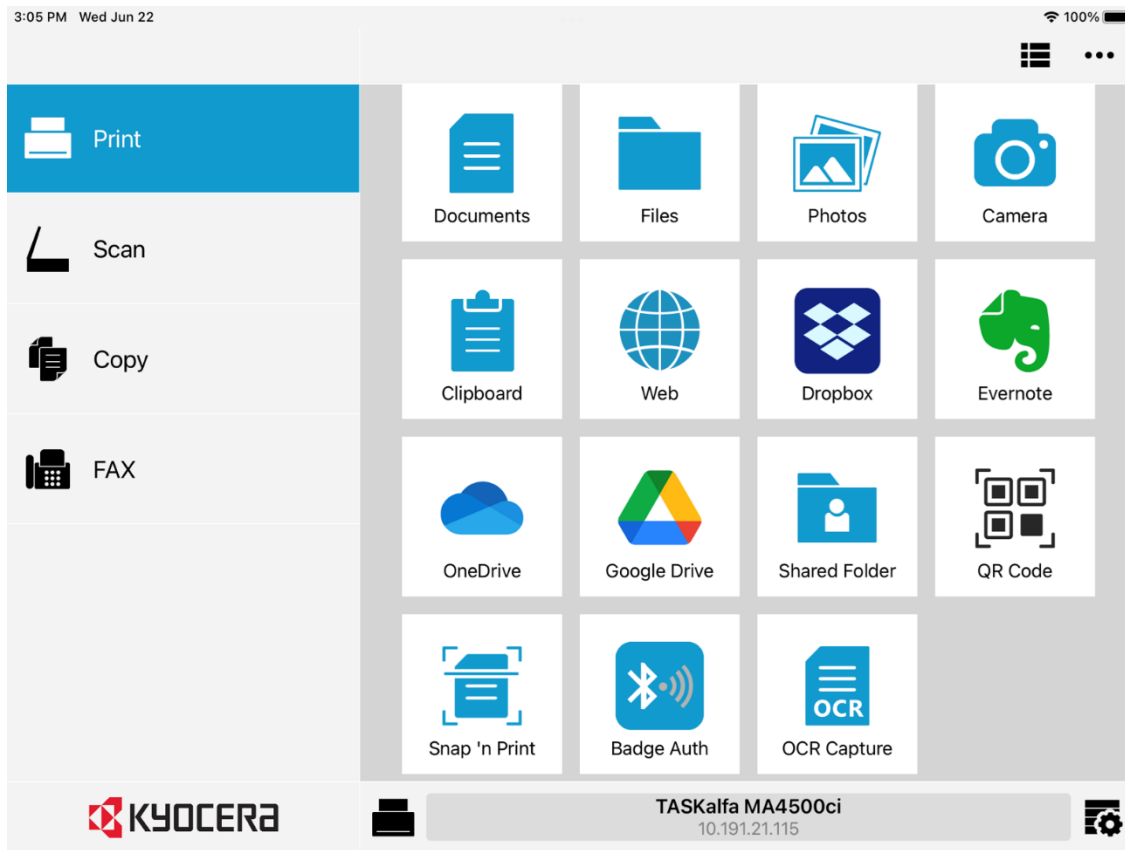 3:05 PM Wed Jun 22
100%
Print
Scan
Copy
FAX
Documents
Files
Photos
Camera
Clipboard
Web
Dropbox
Evernote
OneDrive
Google Drive
Shared Folder
QR Code
OCR
Snap 'n Print
Badge Auth
OCR Capture
KYOCERA
TASKalfa MA4500ci
10.191.21.115